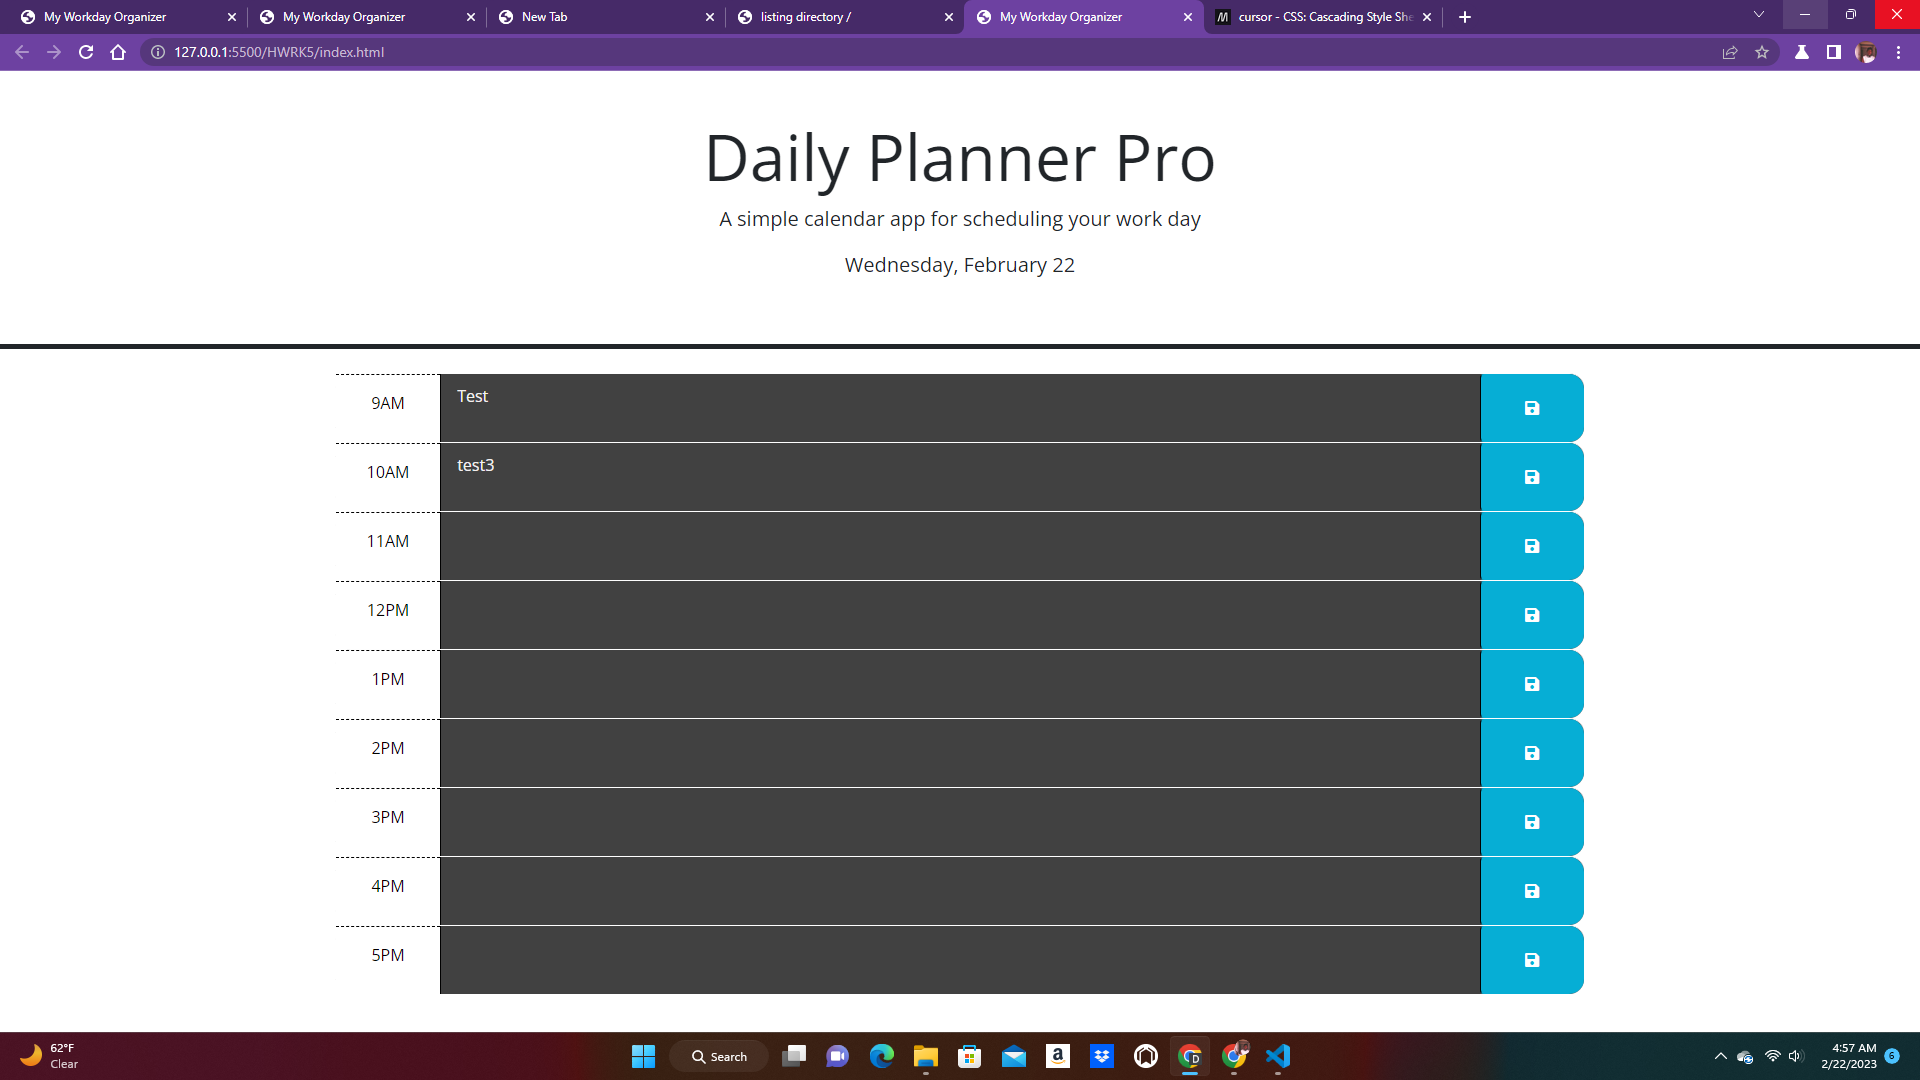 My Workday Organizer
My Workday Organizer
New Tab
listing directory /
My Workday Organizer
cursor - CSS: Cascading Style She
127.0.0.1:5500/HWRK5/index.html
Daily Planner Pro
A simple calendar app for scheduling your work day
Wednesday, February 22
9AM
Test
10AM
test3
11AM
12PM
1PM
2PM
3PM
4PM
5PM
62°F
Clear
Search
4:57 AM
2/22/2023
6